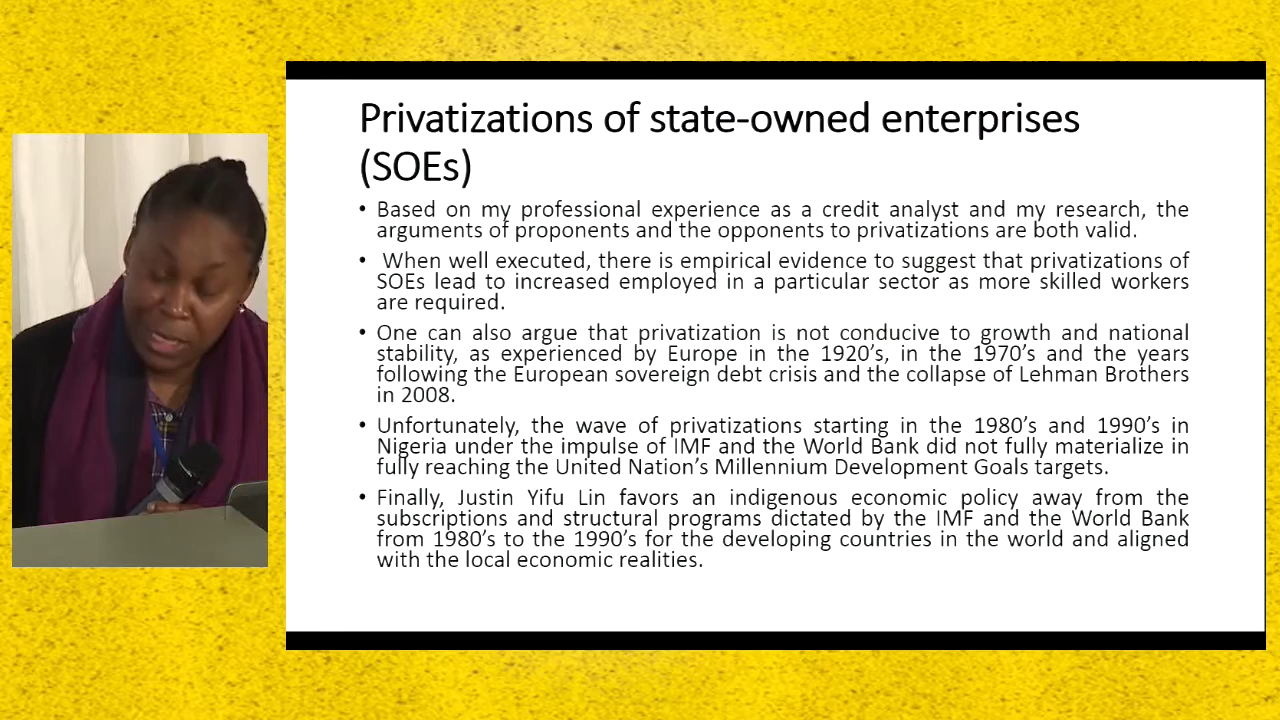 Privatizations of state-owned enterprises
(SOEs)
• Based on my professional experience as a credit analyst and my research, the
arguments of proponents and the opponents to privatizations are both valid.
• When well executed, there is empirical evidence to suggest that privatizations of
SOEs lead to increased employed in a particular sector as more skilled workers
are required.
• One can also argue that privatization is not conducive to growth and national
stability, as experienced by Europe in the 1920’s, in the 1970’s and the years
following the European sovereign debt crisis and the collapse of Lehman Brothers
in 2008.
• Unfortunately, the wave of privatizations starting in the 1980’s and 1990’s in
Nigeria under the impulse of IMF and the World Bank did not fully materialize in
fully reaching the United Nation’s Millennium Development Goals targets.
• Finally, Justin Yifu Lin favors an indigenous economic policy away from the
subscriptions and structural programs dictated by the IMF and the World Bank
from 1980’s to the 1990’s for the developing countries in the world and aligned
with the local economic realities.